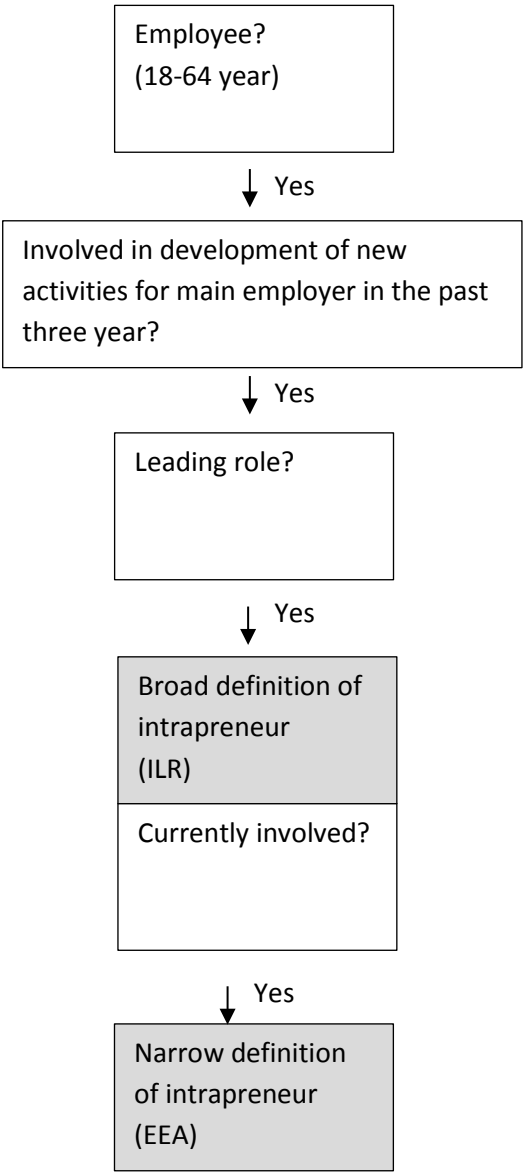 Employee?
(18-64 year)
Yes
Involved in development of new
activities for main employer in the past
three year?
Yes
Leading role?
Yes
Broad definition of
intrapreneur
(ILR)
Currently involved?
Yes
Narrow definition
of intrapreneur
(EEA)